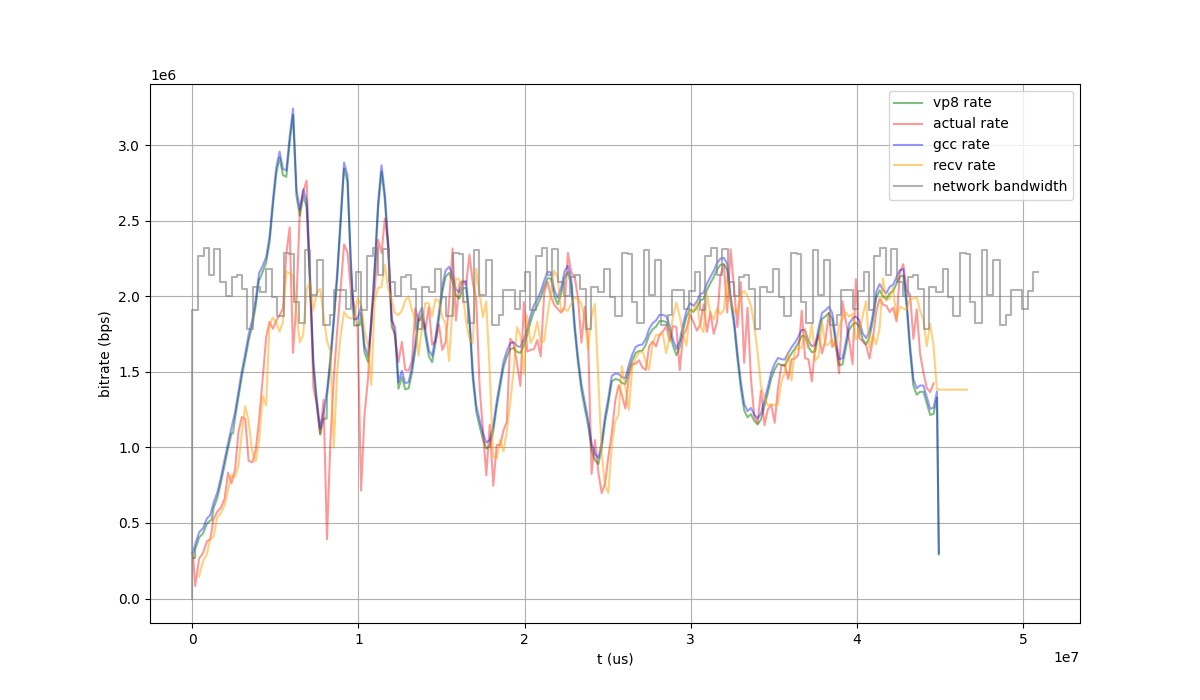 1e6
vp8 rate
actual rate
gcc rate
recv rate
network bandwidth
3.0
2.5
2.0
1.5
1.0
0.5
0.0
bitrate (bps)
0 1 2 3 4 5
t (us)
1e7